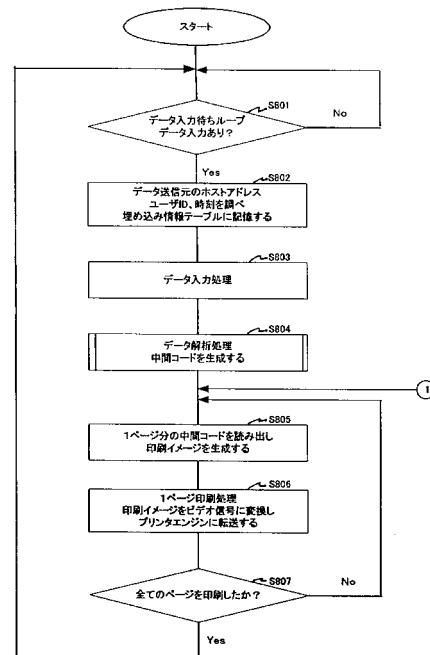 スタート
S801
データ入力待ちループ
データ入力あり?
No
Yes
S802
データ送信元のホストアドレス
ユーザID、時刻を調べ
埋め込み情報テーブルに記憶する
S803
データ入力処理
S804
データ解析処理
中間コードを生成する
1
S805
1ページ分の中間コードを読み出し
印刷イメージを生成する
S806
1ページ印刷処理
印刷イメージをビデオ信号に変換し
プリンタエンジンに転送する
S807
全てのページを印刷したか?
No
Yes